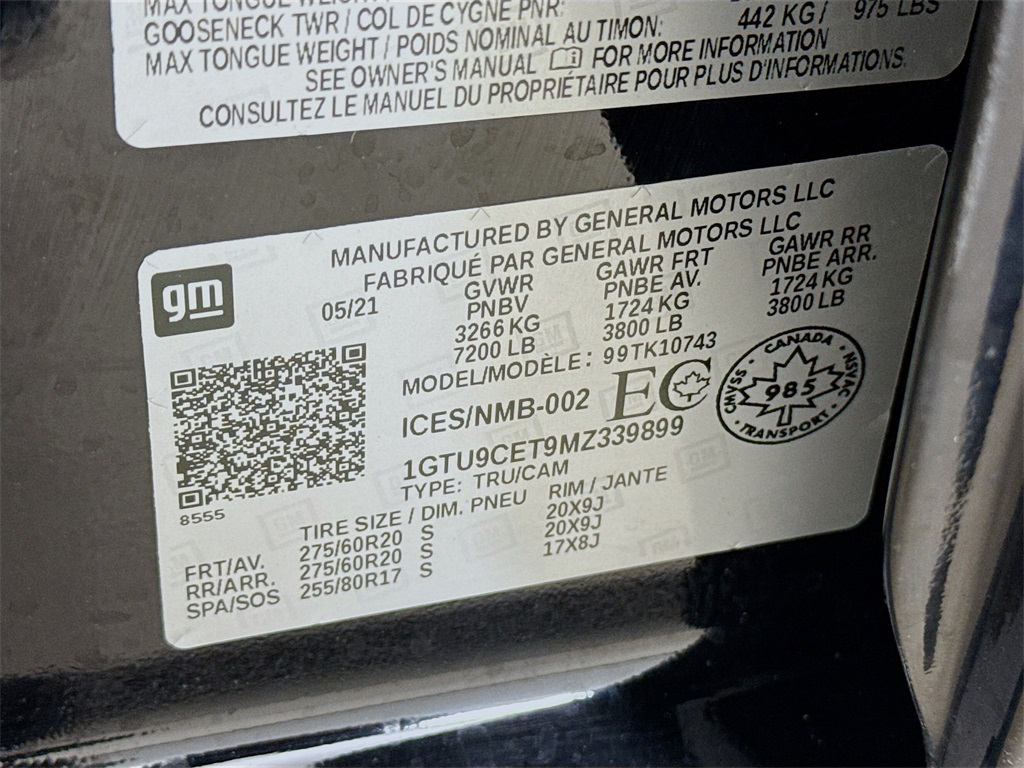 MAX TONGUE WEIGHT
GOOSENECK TWR / COL DE CYGNE PNR:
MAX TONGUE WEIGHT / POIDS NOMINAL AU TIMON: 442 KG / 975 LBS
SEE OWNER'S MANUAL FOR MORE INFORMATION
CONSULTEZ LE MANUEL DU PROPRIÉTAIRE POUR PLUS D'INFORMATIONS.
gm
MANUFACTURED BY GENERAL MOTORS LLC
FABRIQUÉ PAR GENERAL MOTORS LLC
05/21 GVWR GAWR FRT GAWR RR
PNBV PNBE AV. PNBE ARR.
3266 KG 1724 KG 1724 KG
7200 LB 3800 LB 3800 LB
MODEL/MODÈLE: 99TK10743
ICES/NMB-002 EC
CANADA
CMVSS 985 NSVAC
TRANSPORT
1GTU9CET9MZ339899
TYPE: TRU/CAM
8555
TIRE SIZE / DIM. PNEU RIM / JANTE
FRT/AV. 275/60R20 S 20X9J
RR/ARR. 275/60R20 S 20X9J
SPA/SOS 255/80R17 S 17X8J